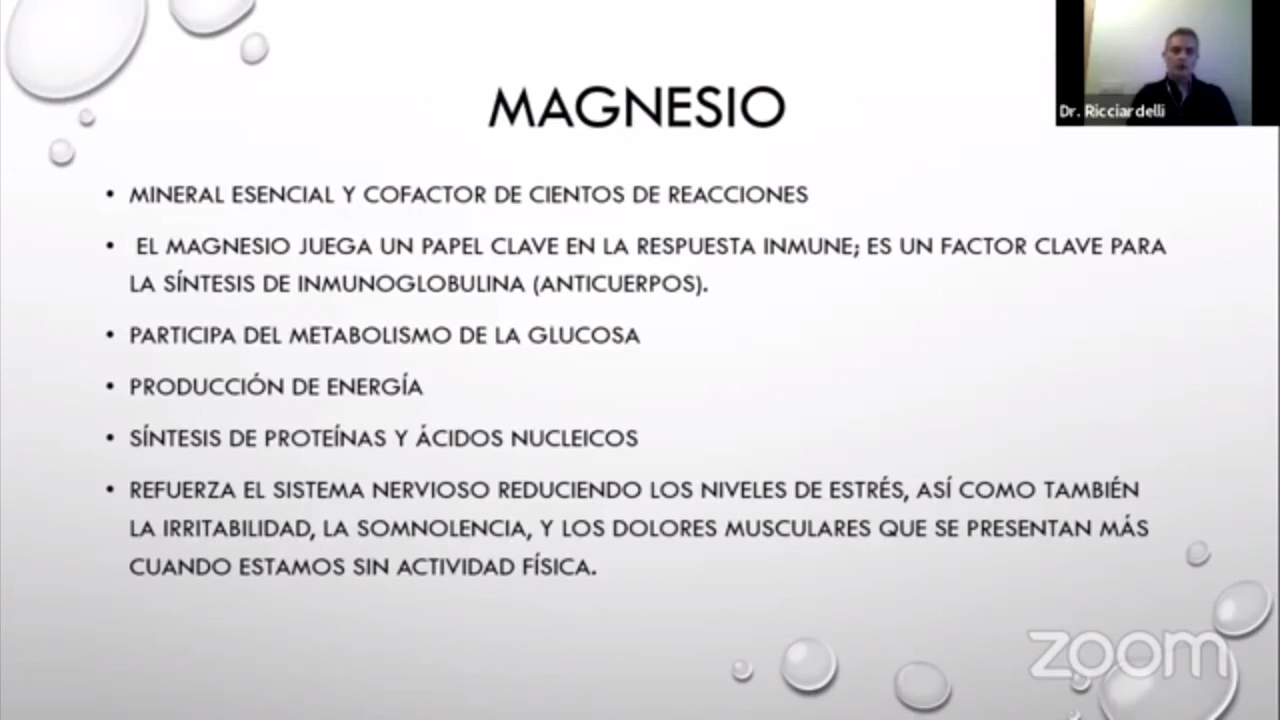 MAGNESIO
Dr. Ricciardelli
• MINERAL ESENCIAL Y COFACTOR DE CIENTOS DE REACCIONES
• EL MAGNESIO JUEGA UN PAPEL CLAVE EN LA RESPUESTA INMUNE; ES UN FACTOR CLAVE PARA
LA SÍNTESIS DE INMUNOGLOBULINA (ANTICUERPOS).
• PARTICIPA DEL METABOLISMO DE LA GLUCOSA
• PRODUCCIÓN DE ENERGÍA
• SÍNTESIS DE PROTEÍNAS Y ÁCIDOS NUCLEICOS
• REFUERZA EL SISTEMA NERVIOSO REDUCIENDO LOS NIVELES DE ESTRÉS, ASÍ COMO TAMBIÉN
LA IRRITABILIDAD, LA SOMNOLENCIA, Y LOS DOLORES MUSCULARES QUE SE PRESENTAN MÁS
CUANDO ESTAMOS SIN ACTIVIDAD FÍSICA.
zoom